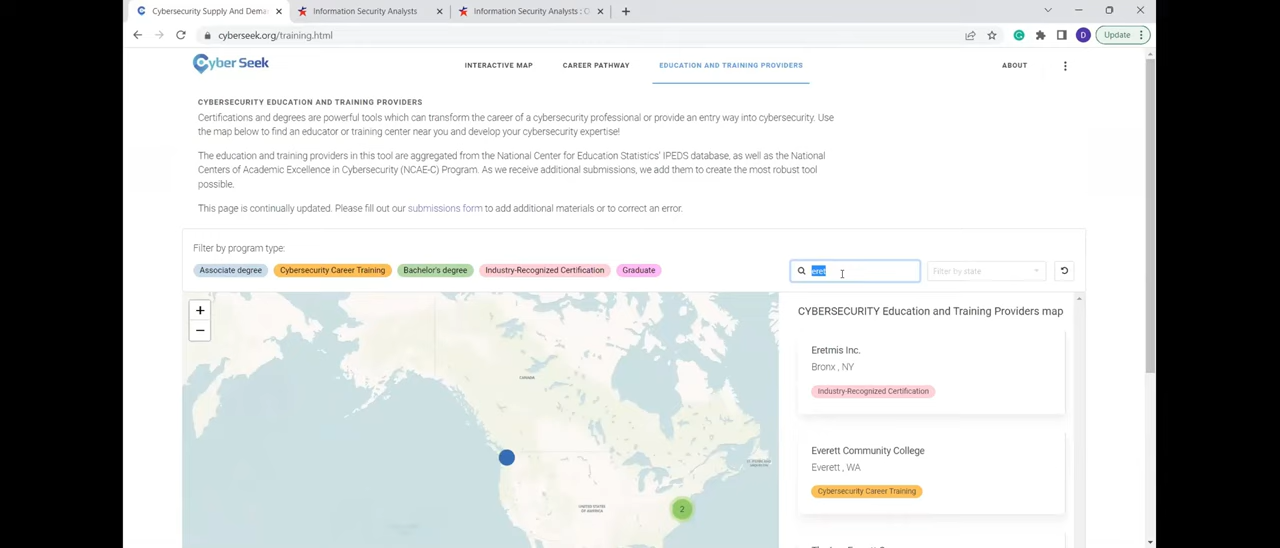 Cybersecurity Supply And Dema
Information Security Analysts
Information Security Analysts : O
cyberseek.org/training.html
D
Update
Cyber Seek
INTERACTIVE MAP
CAREER PATHWAY
EDUCATION AND TRAINING PROVIDERS
ABOUT
CYBERSECURITY EDUCATION AND TRAINING PROVIDERS
Certifications and degrees are powerful tools which can transform the career of a cybersecurity professional or provide an entry way into cybersecurity. Use
the map below to find an educator or training center near you and develop your cybersecurity expertise!
The education and training providers in this tool are aggregated from the National Center for Education Statistics' IPEDS database, as well as the National
Centers of Academic Excellence in Cybersecurity (NCAE-C) Program. As we receive additional submissions, we add them to create the most robust tool
possible.
This page is continually updated. Please fill out our submissions form to add additional materials or to correct an error.
Filter by program type:
Associate degree
Cybersecurity Career Training
Bachelor's degree
Industry-Recognized Certification
Graduate
eret
Filter by state
+
−
CANADA
UNITED STATES
OF AMERICA
2
CYBERSECURITY Education and Training Providers map
Eretmis Inc.
Bronx , NY
Industry-Recognized Certification
Everett Community College
Everett , WA
Cybersecurity Career Training